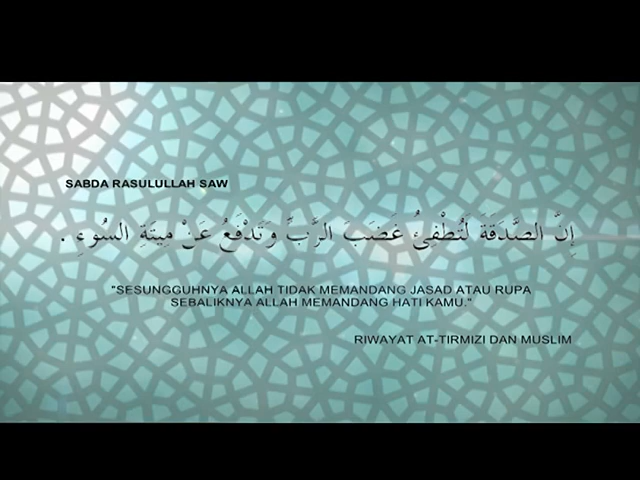 SABDA RASULULLAH SAW
إِنَّ الصَّدَقَةَ لَتُطْفِئُ غَضَبَ الرَّبِّ وَتَدْفَعُ عَنْ مِيتَةِ السُّوءِ .
"SESUNGGUHNYA ALLAH TIDAK MEMANDANG JASAD ATAU RUPA
SEBALIKNYA ALLAH MEMANDANG HATI KAMU."
RIWAYAT AT-TIRMIZI DAN MUSLIM